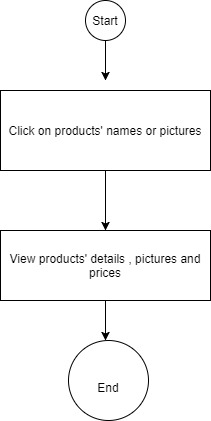 Start
Click on products' names or pictures
View products' details , pictures and
prices
End